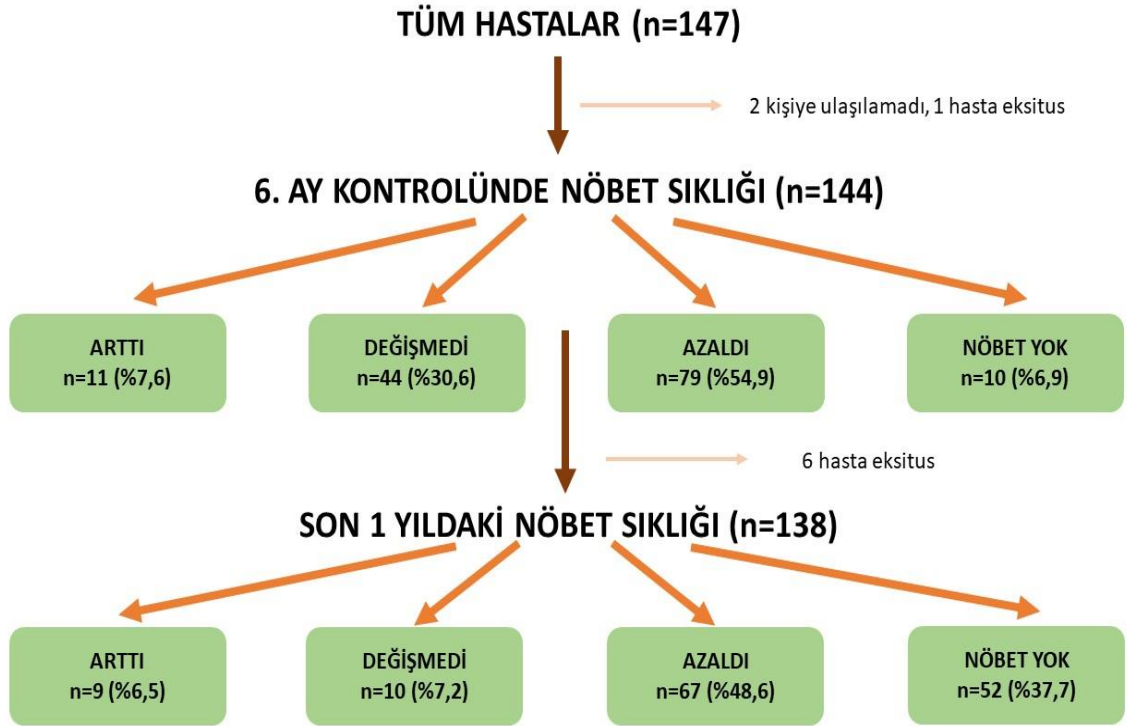 TÜM HASTALAR (n=147)
2 kişiye ulaşılamadı, 1 hasta eksitus
6. AY KONTROLÜNDE NÖBET SIKLIĞI (n=144)
ARTTI
n=11 (%7,6)
DEĞİŞMEDİ
n=44 (%30,6)
AZALDI
n=79 (%54,9)
NÖBET YOK
n=10 (%6,9)
6 hasta eksitus
SON 1 YILDAKİ NÖBET SIKLIĞI (n=138)
ARTTI
n=9 (%6,5)
DEĞİŞMEDİ
n=10 (%7,2)
AZALDI
n=67 (%48,6)
NÖBET YOK
n=52 (%37,7)